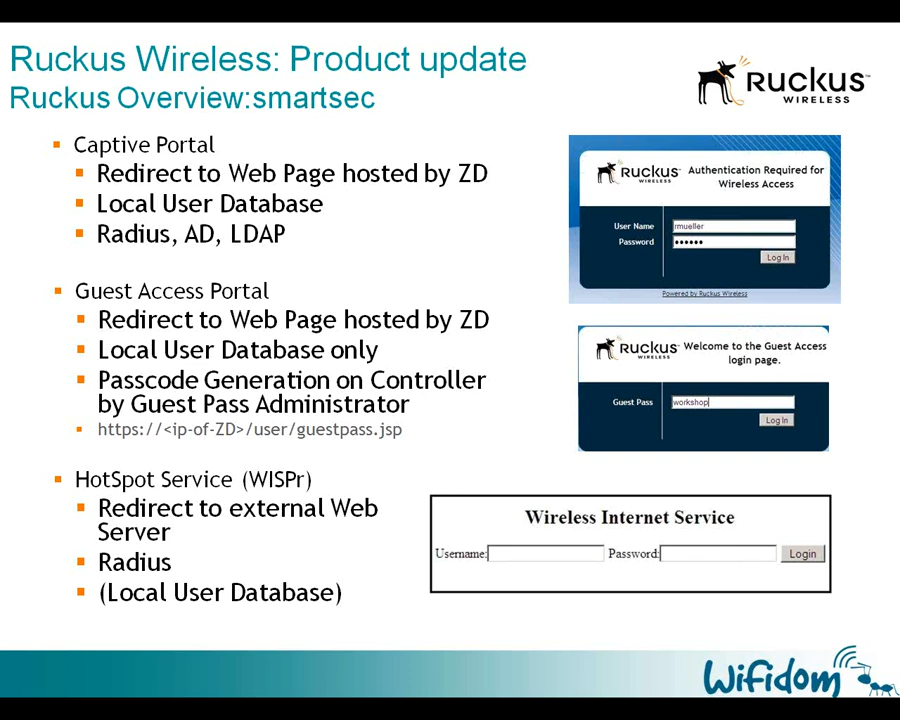 Ruckus Wireless: Product update
Ruckus Overview:smartsec
RUCKUS™
WIRELESS
Captive Portal
Redirect to Web Page hosted by ZD
Local User Database
Radius, AD, LDAP
RUCKUS
WIRELESS
Authentication Required for
Wireless Access
User Name rmueller
Password ••••••
Log In
Powered by Ruckus Wireless
Guest Access Portal
Redirect to Web Page hosted by ZD
Local User Database only
Passcode Generation on Controller
by Guest Pass Administrator
https://<ip-of-ZD>/user/guestpass.jsp
RUCKUS
WIRELESS
Welcome to the Guest Access
login page.
Guest Pass workshop
Log In
HotSpot Service (WISPr)
Redirect to external Web
Server
Radius
(Local User Database)
Wireless Internet Service
Username: Password: Login
Wifidom